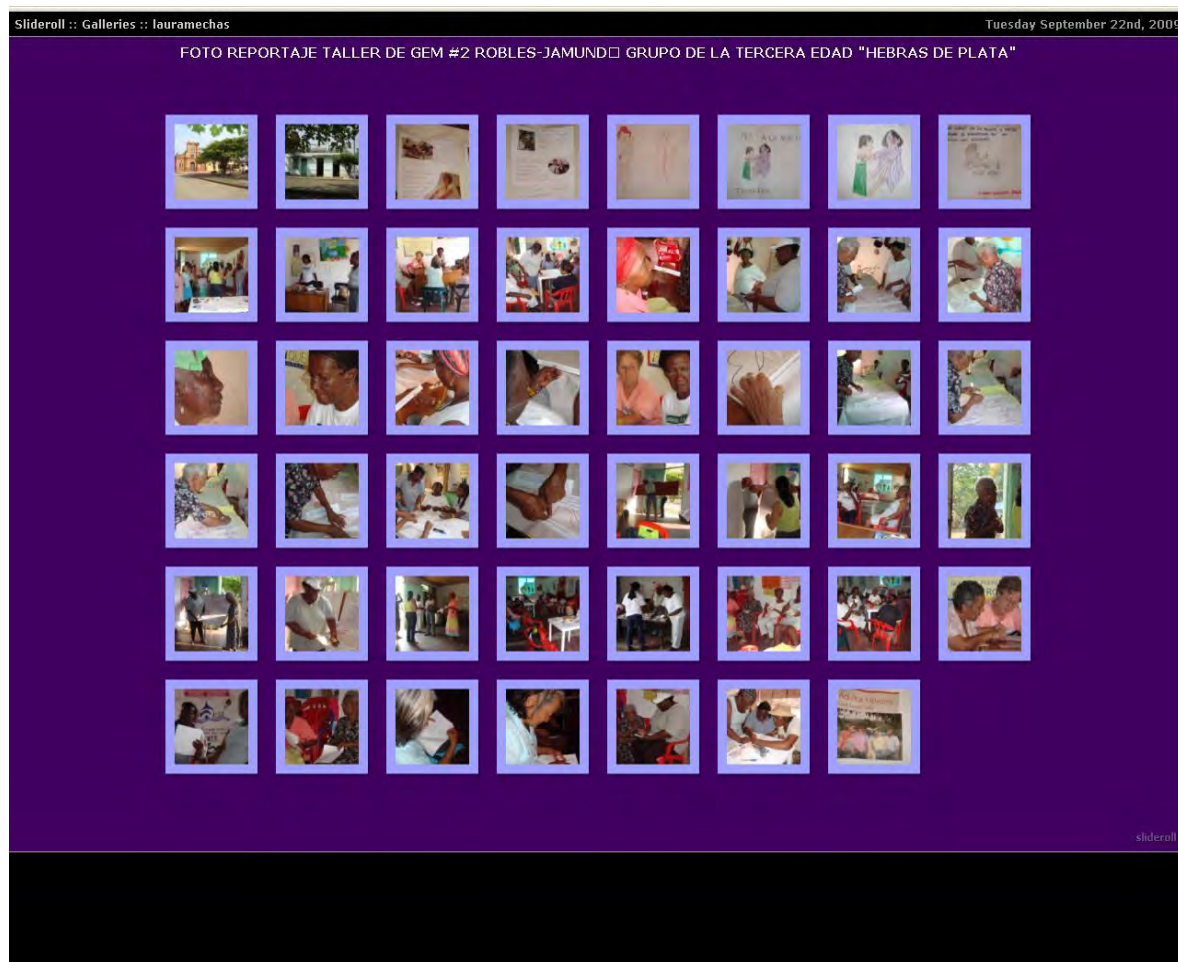 Slideroll :: Galleries :: lauramechas
Tuesday September 22nd, 2009
FOTO REPORTAJE TALLER DE GEM #2 ROBLES-JAMUND□ GRUPO DE LA TERCERA EDAD "HEBRAS DE PLATA"
slideroll